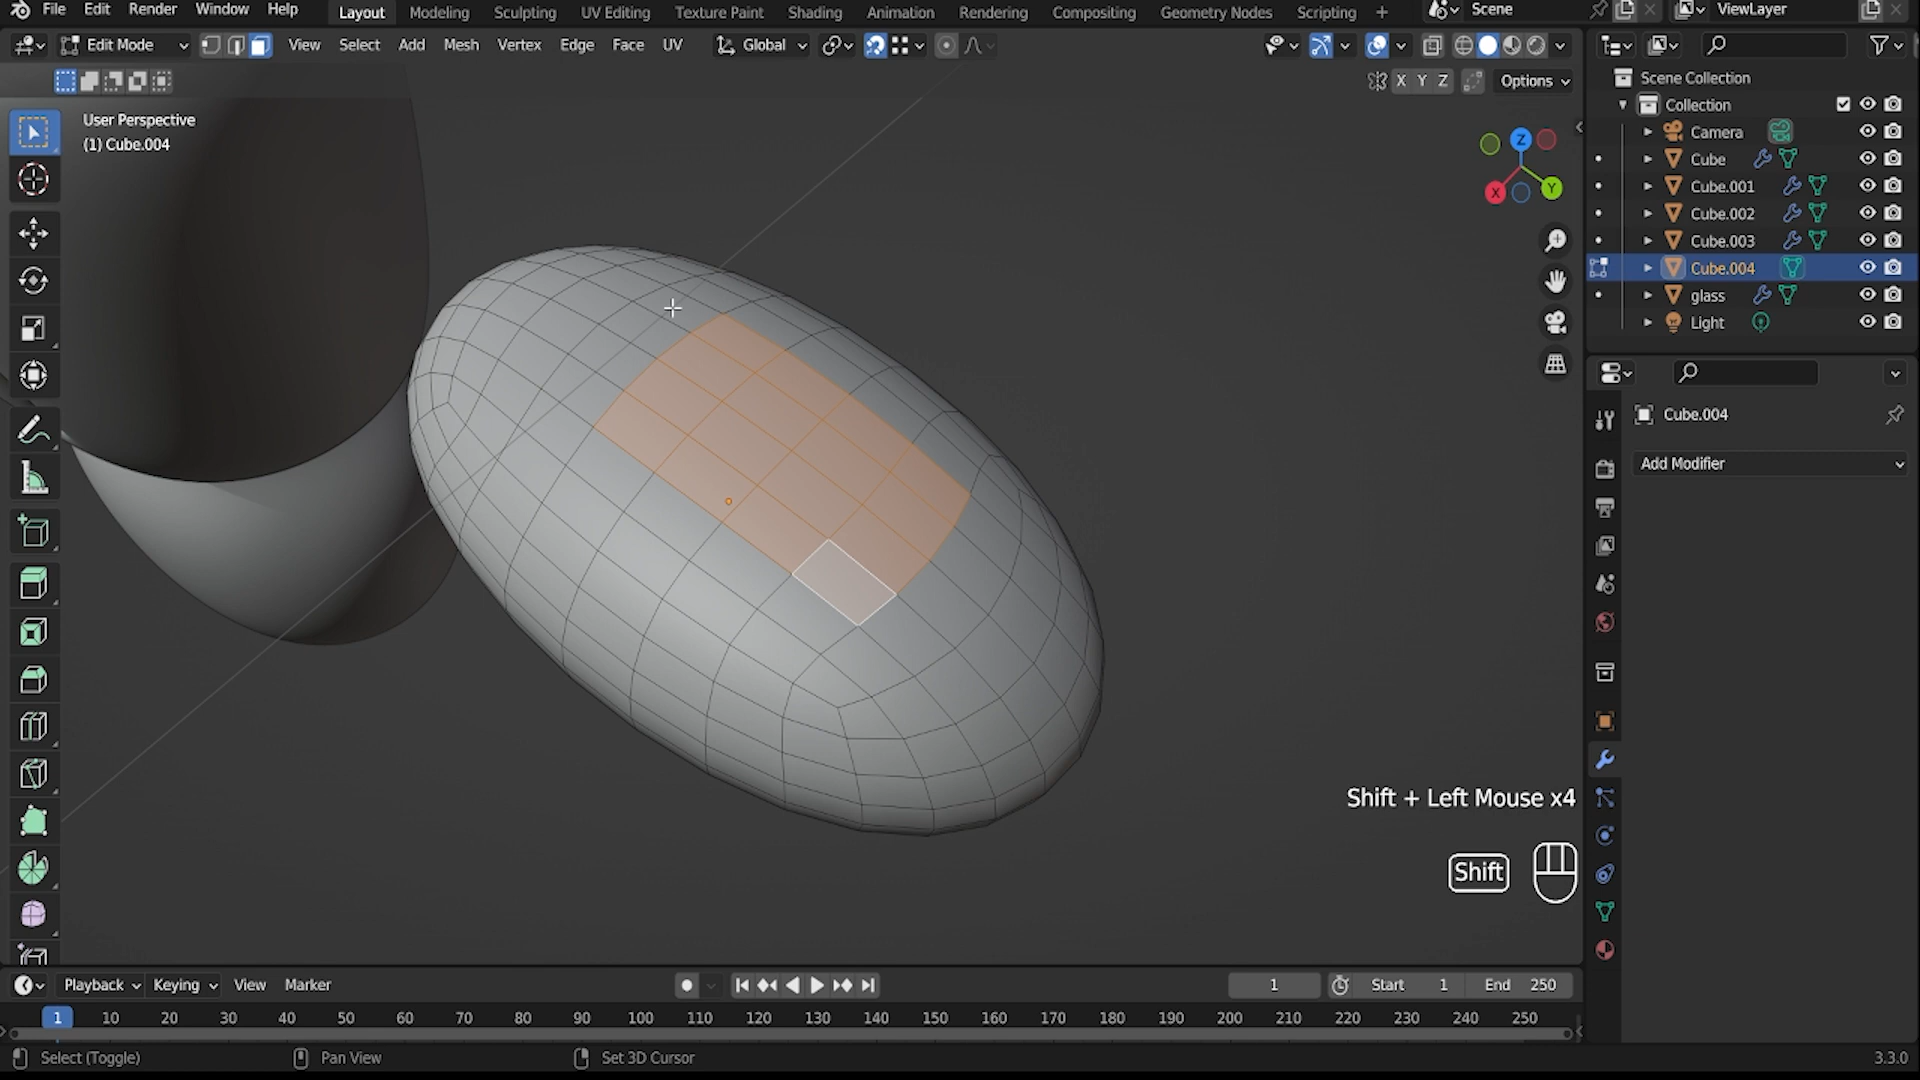 File Edit Render Window Help Layout Modeling Sculpting UV Editing Texture Paint Shading Animation Rendering Compositing Geometry Nodes Scripting + Scene ViewLayer
Edit Mode View Select Add Mesh Vertex Edge Face UV Global
X Y Z Options
User Perspective
(1) Cube.004
Z
X
Y
Scene Collection
Collection
Camera
Cube
Cube.001
Cube.002
Cube.003
Cube.004
glass
Light
Cube.004
Add Modifier
Shift + Left Mouse x4
Shift
Playback Keying View Marker 1 Start 1 End 250
1 10 20 30 40 50 60 70 80 90 100 110 120 130 140 150 160 170 180 190 200 210 220 230 240 250
Select (Toggle) Pan View Set 3D Cursor 3.3.0